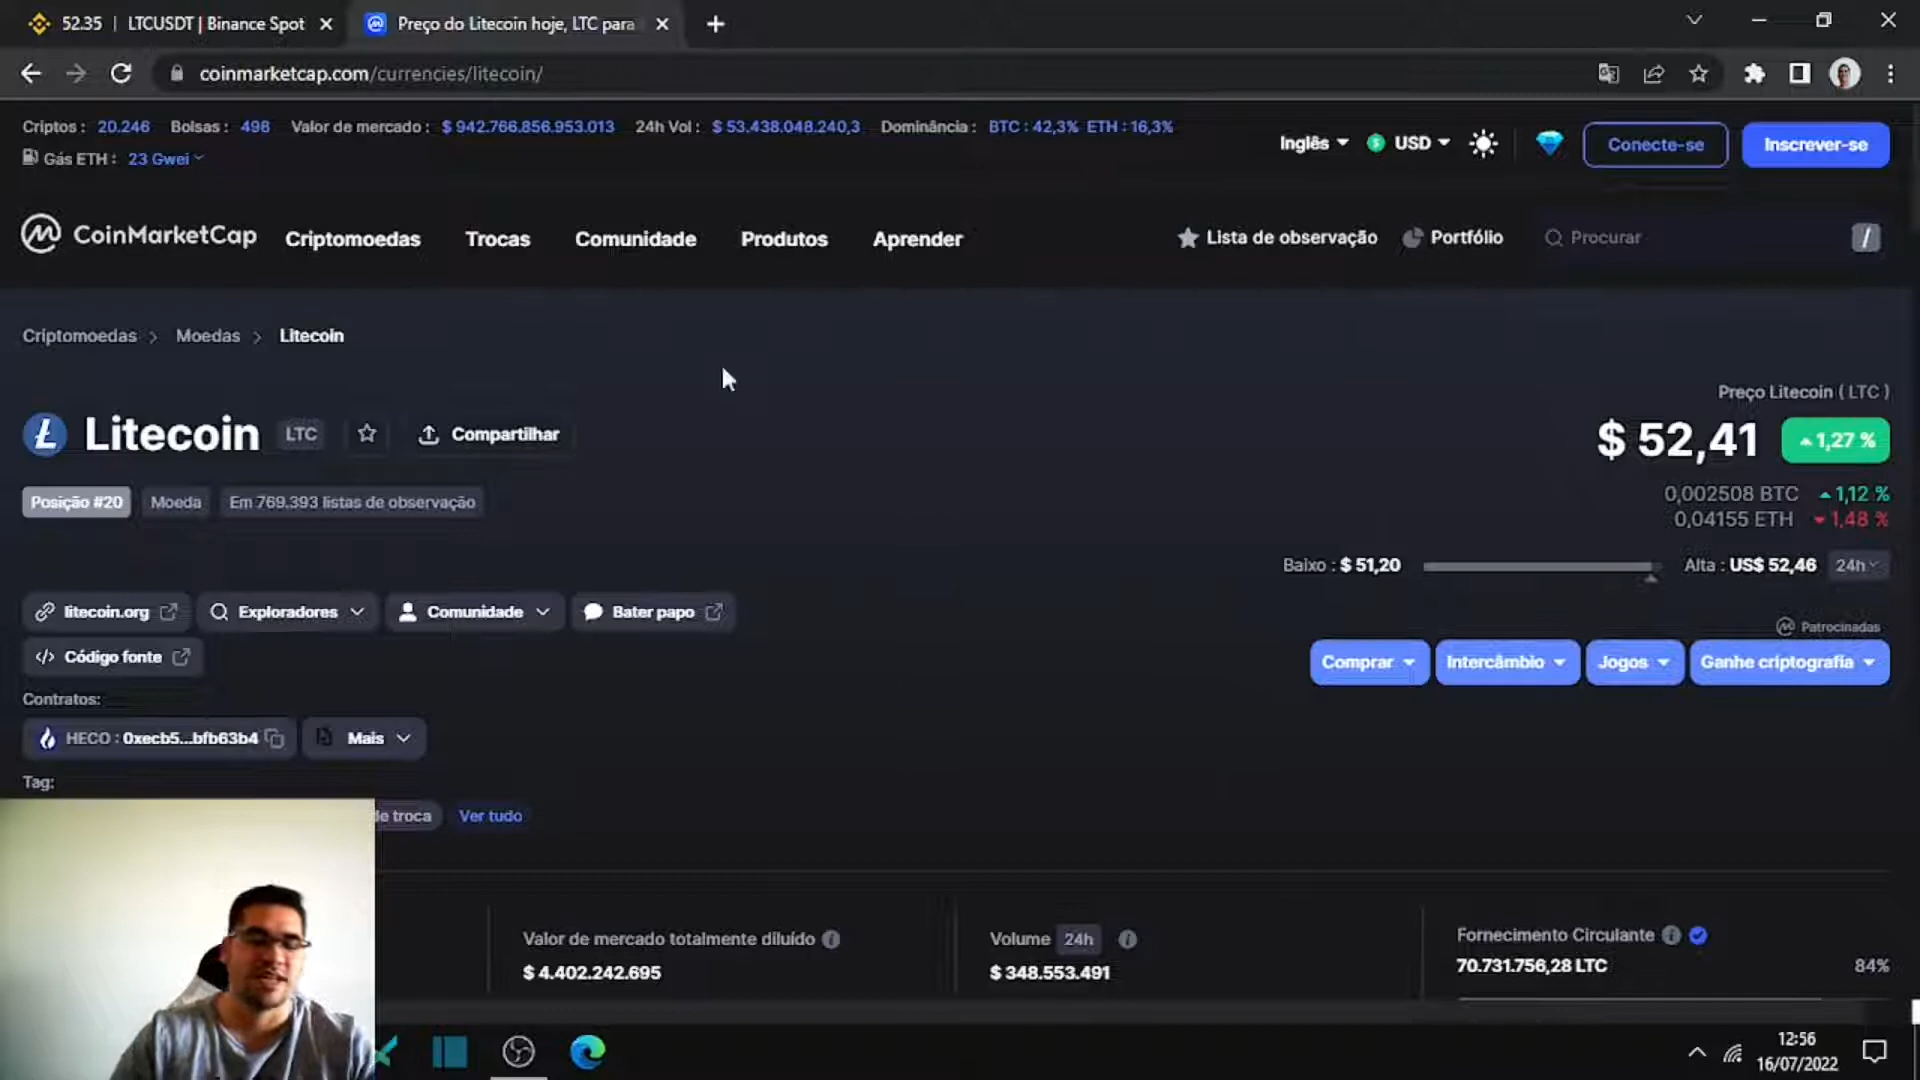 52.35 | LTCUSDT | Binance Spot
Preço do Litecoin hoje, LTC para
coinmarketcap.com/currencies/litecoin/
Criptos : 20.246 Bolsas : 498 Valor de mercado : $ 942.766.856.953.013 24h Vol : $ 53.438.048.240,3 Dominância : BTC : 42,3% ETH : 16,3%
Gás ETH : 23 Gwei
Inglês USD Conecte-se Inscrever-se
CoinMarketCap Criptomoedas Trocas Comunidade Produtos Aprender Lista de observação Portfólio Procurar /
Criptomoedas > Moedas > Litecoin
Preço Litecoin ( LTC )
Litecoin LTC Compartilhar
$ 52,41 1,27 %
Posição #20 Moeda Em 769.393 listas de observação
0,002508 BTC 1,12 %
0,04155 ETH 1,48 %
Baixo : $ 51,20 Alta : US$ 52,46 24h
litecoin.org Exploradores Comunidade Bater papo
Patrocinadas
Código fonte
Comprar Intercâmbio Jogos Ganhe criptografia
Contratos:
HECO : 0xecb5...bfb63b4 Mais
Tag:
de troca Ver tudo
Valor de mercado totalmente diluído
$ 4.402.242.695
Volume 24h
$ 348.553.491
Fornecimento Circulante
70.731.756,28 LTC 84%
12:56
16/07/2022